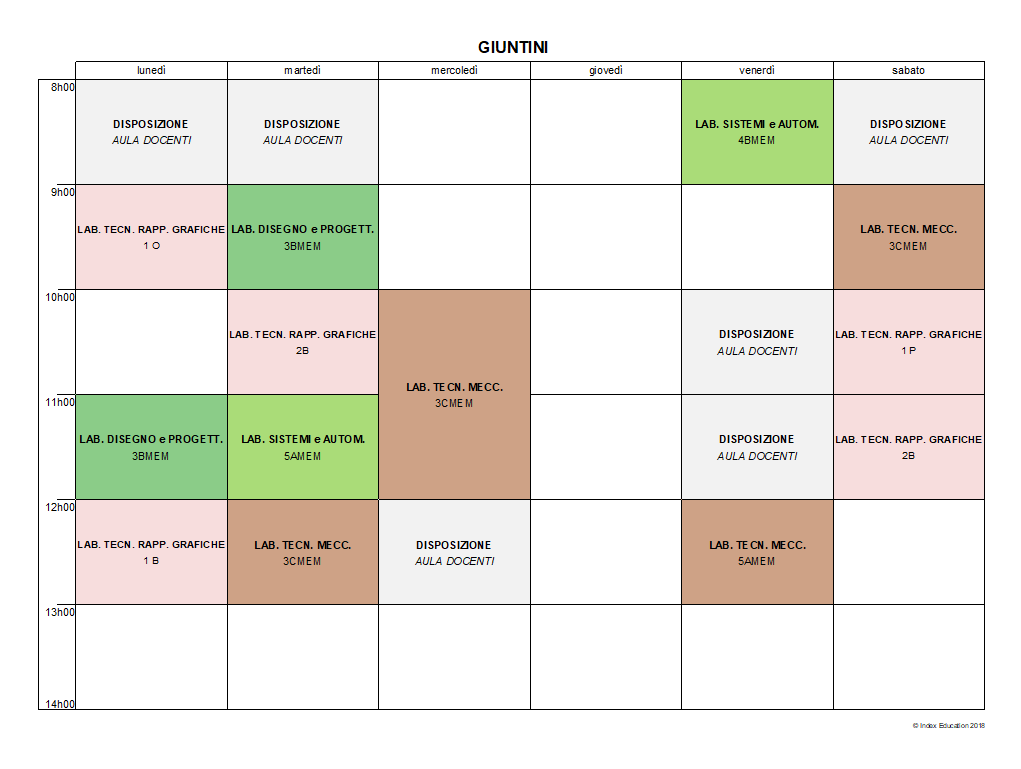 GIUNTINI
lunedì martedì mercoledì giovedì venerdì sabato
8h00
DISPOSIZIONE DISPOSIZIONE LAB. SISTEMI e AUTOM. DISPOSIZIONE
AULA DOCENTI AULA DOCENTI 4BMEM AULA DOCENTI
9h00
LAB. TECN. RAPP. GRAFICHE LAB. DISEGNO e PROGETT. LAB. TECN. MECC.
1 O 3BMEM 3CMEM
10h00
LAB. TECN. RAPP. GRAFICHE DISPOSIZIONE LAB. TECN. RAPP. GRAFICHE
2B AULA DOCENTI 1 P
LAB. TECN. MECC.
11h00 3CMEM
LAB. DISEGNO e PROGETT. LAB. SISTEMI e AUTOM. DISPOSIZIONE LAB. TECN. RAPP. GRAFICHE
3BMEM 5AMEM AULA DOCENTI 2B
12h00
LAB. TECN. RAPP. GRAFICHE LAB. TECN. MECC. DISPOSIZIONE LAB. TECN. MECC.
1 B 3CMEM AULA DOCENTI 5AMEM
13h00
14h00
© Index Education 2018